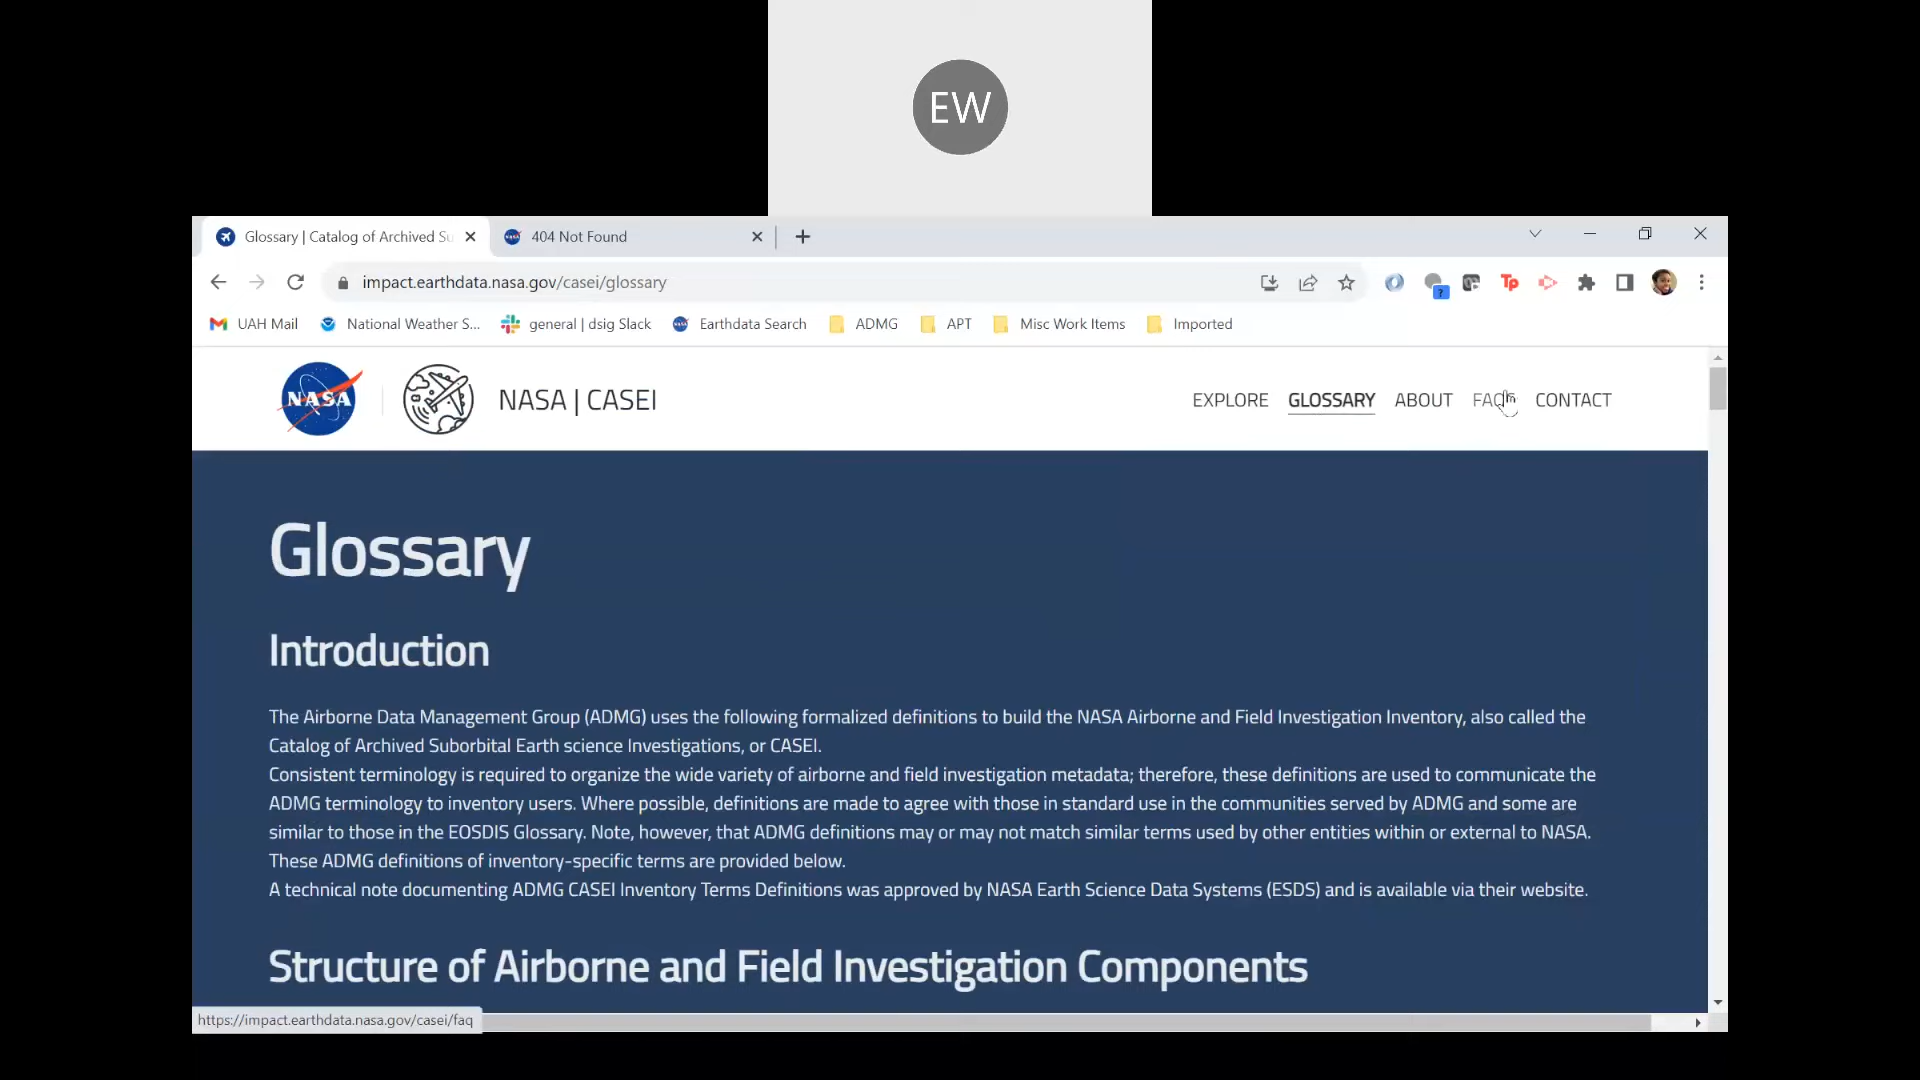 EW
Glossary | Catalog of Archived Su
404 Not Found
impact.earthdata.nasa.gov/casei/glossary
Tp
?
UAH Mail
National Weather S...
general | dsig Slack
Earthdata Search
ADMG
APT
Misc Work Items
Imported
NASA
NASA | CASEI
EXPLORE
GLOSSARY
ABOUT
FAQ
CONTACT
Glossary
Introduction
The Airborne Data Management Group (ADMG) uses the following formalized definitions to build the NASA Airborne and Field Investigation Inventory, also called the
Catalog of Archived Suborbital Earth science Investigations, or CASEI.
Consistent terminology is required to organize the wide variety of airborne and field investigation metadata; therefore, these definitions are used to communicate the
ADMG terminology to inventory users. Where possible, definitions are made to agree with those in standard use in the communities served by ADMG and some are
similar to those in the EOSDIS Glossary. Note, however, that ADMG definitions may or may not match similar terms used by other entities within or external to NASA.
These ADMG definitions of inventory-specific terms are provided below.
A technical note documenting ADMG CASEI Inventory Terms Definitions was approved by NASA Earth Science Data Systems (ESDS) and is available via their website.
Structure of Airborne and Field Investigation Components
https://impact.earthdata.nasa.gov/casei/faq